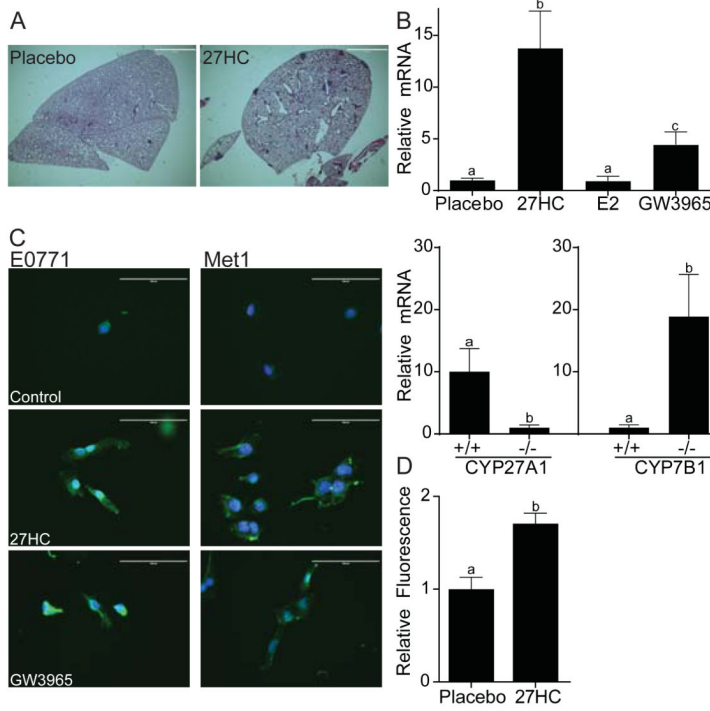 A
Placebo
27HC
B
Relative mRNA
15
10
5
0
a
b
a
c
Placebo 27HC E2 GW3965
C
E0771
Met1
Control
27HC
GW3965
Relative mRNA
30
20
10
0
a
b
+/+ -/-
CYP27A1
30
20
10
0
a
b
+/+ -/-
CYP7B1
D
Relative Fluorescence
2
1
0
a
b
Placebo 27HC